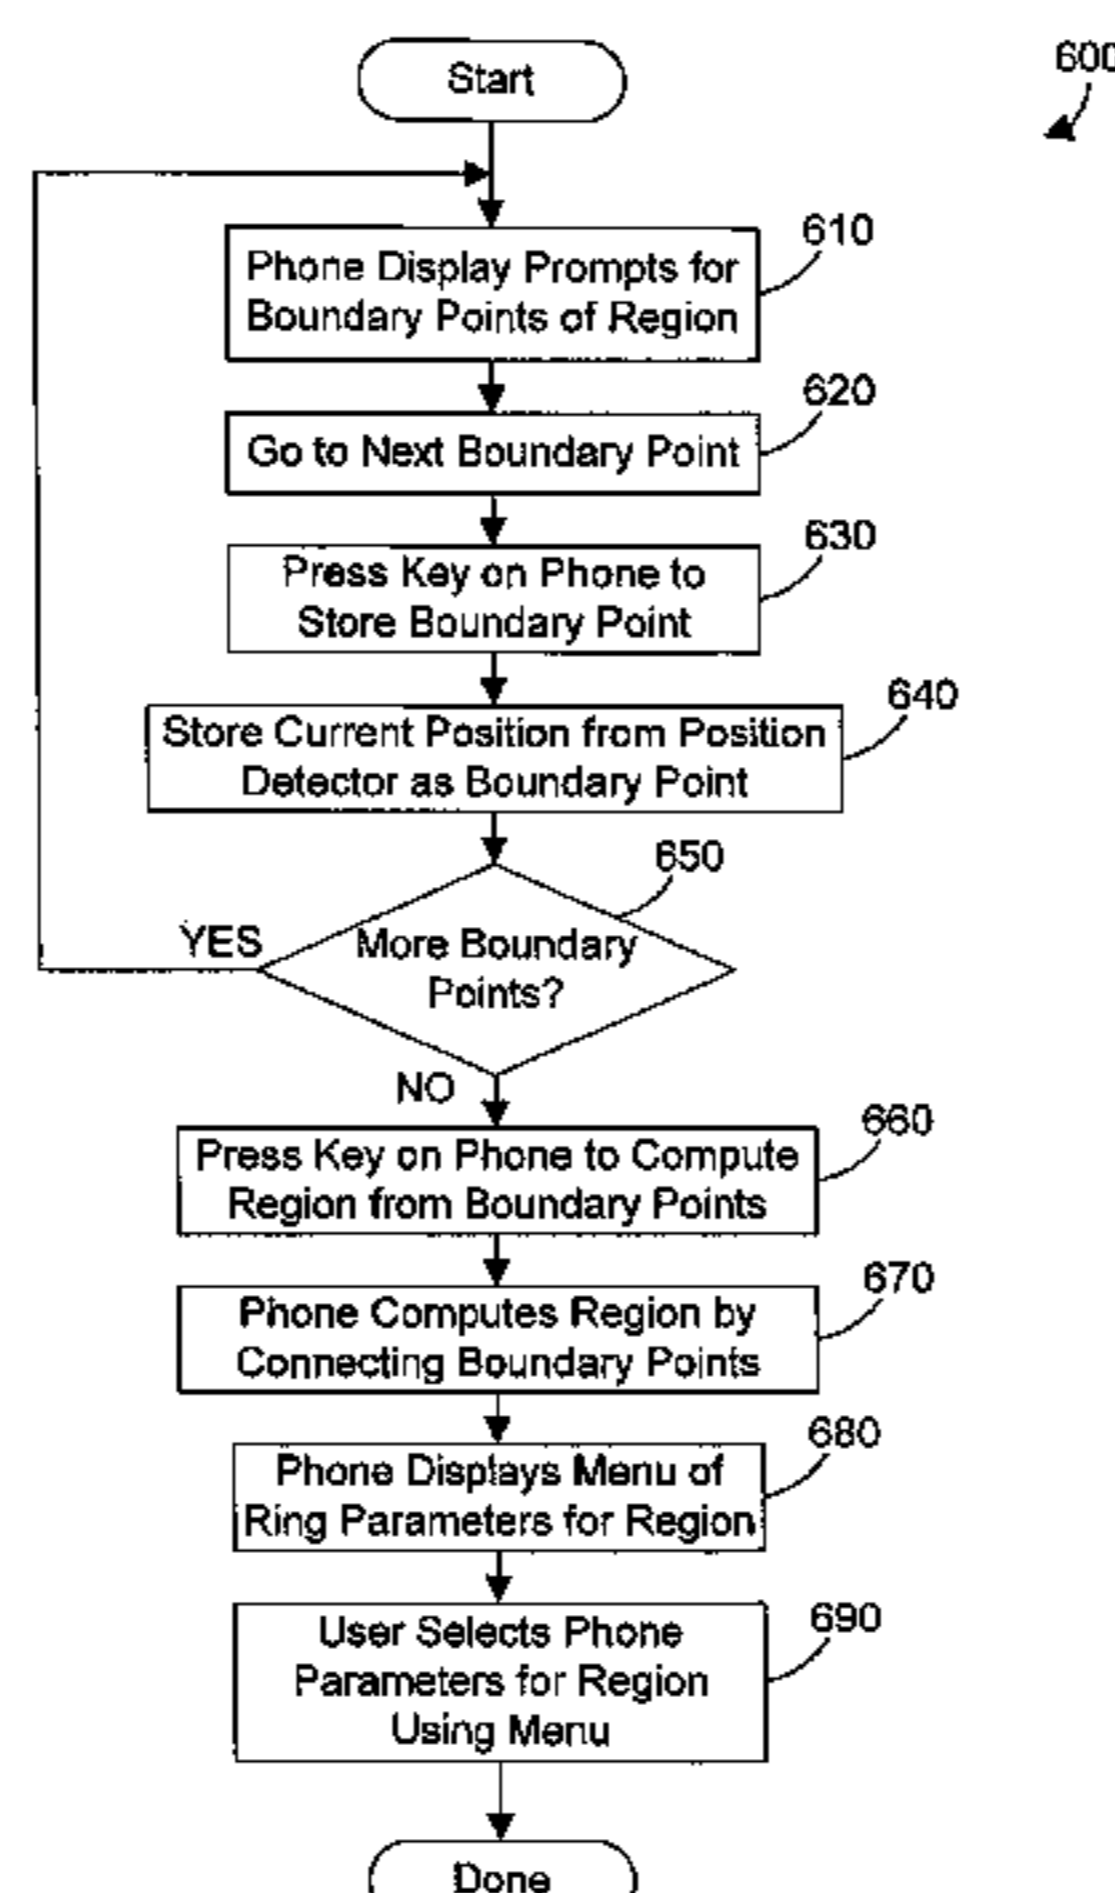 Start
600
Phone Display Prompts for
Boundary Points of Region
610
Go to Next Boundary Point
620
Press Key on Phone to
Store Boundary Point
630
Store Current Position from Position
Detector as Boundary Point
640
More Boundary
Points?
650
YES
NO
Press Key on Phone to Compute
Region from Boundary Points
660
Phone Computes Region by
Connecting Boundary Points
670
Phone Displays Menu of
Ring Parameters for Region
680
User Selects Phone
Parameters for Region
Using Menu
690
Done